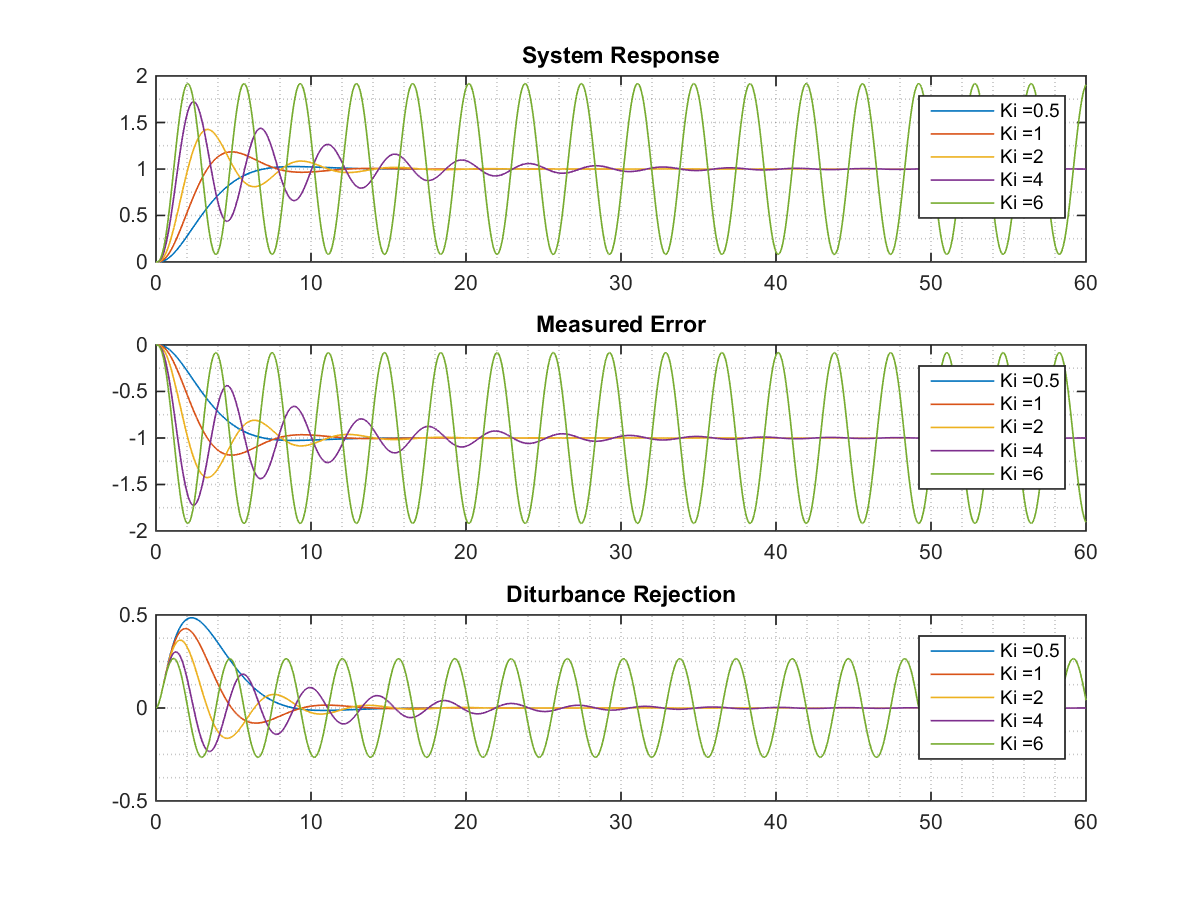 System Response
2
1.5
1
0.5
0
0 10 20 30 40 50 60
Ki =0.5
Ki =1
Ki =2
Ki =4
Ki =6
Measured Error
0
-0.5
-1
-1.5
-2
0 10 20 30 40 50 60
Ki =0.5
Ki =1
Ki =2
Ki =4
Ki =6
Diturbance Rejection
0.5
0
-0.5
0 10 20 30 40 50 60
Ki =0.5
Ki =1
Ki =2
Ki =4
Ki =6